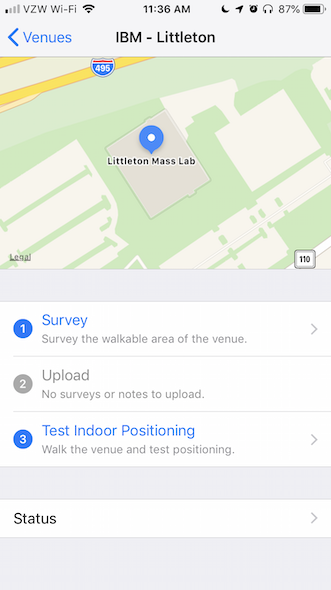 VZW Wi-Fi 11:36 AM 87%
Venues IBM - Littleton
495
Littleton Mass Lab
Legal
110
1 Survey
Survey the walkable area of the venue.
2 Upload
No surveys or notes to upload.
3 Test Indoor Positioning
Walk the venue and test positioning.
Status